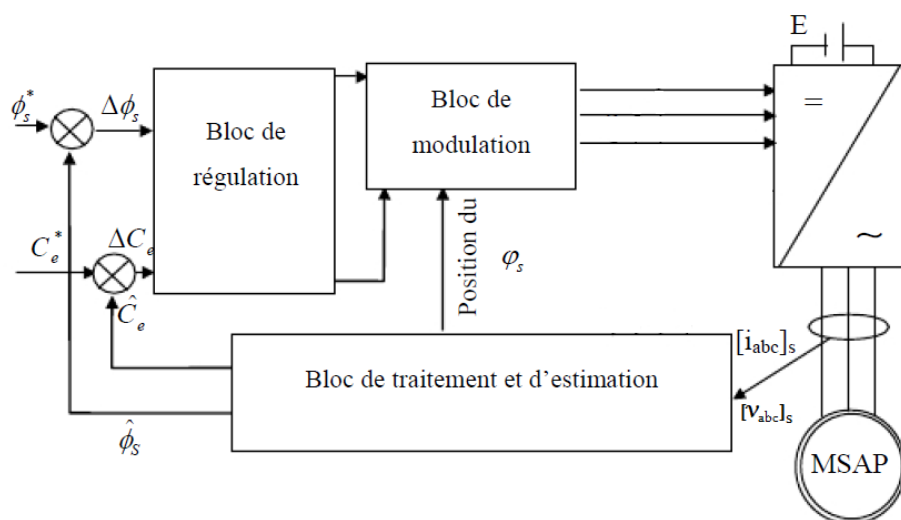 E
ϕ_s^*
Δϕ_s
Bloc de
régulation
Bloc de
modulation
=
~
C_e^*
ΔC_e
Ĉ_e
Position du
φ_s
[i_abc]_s
[v_abc]_s
Bloc de traitement et d'estimation
ϕ̂_S
MSAP